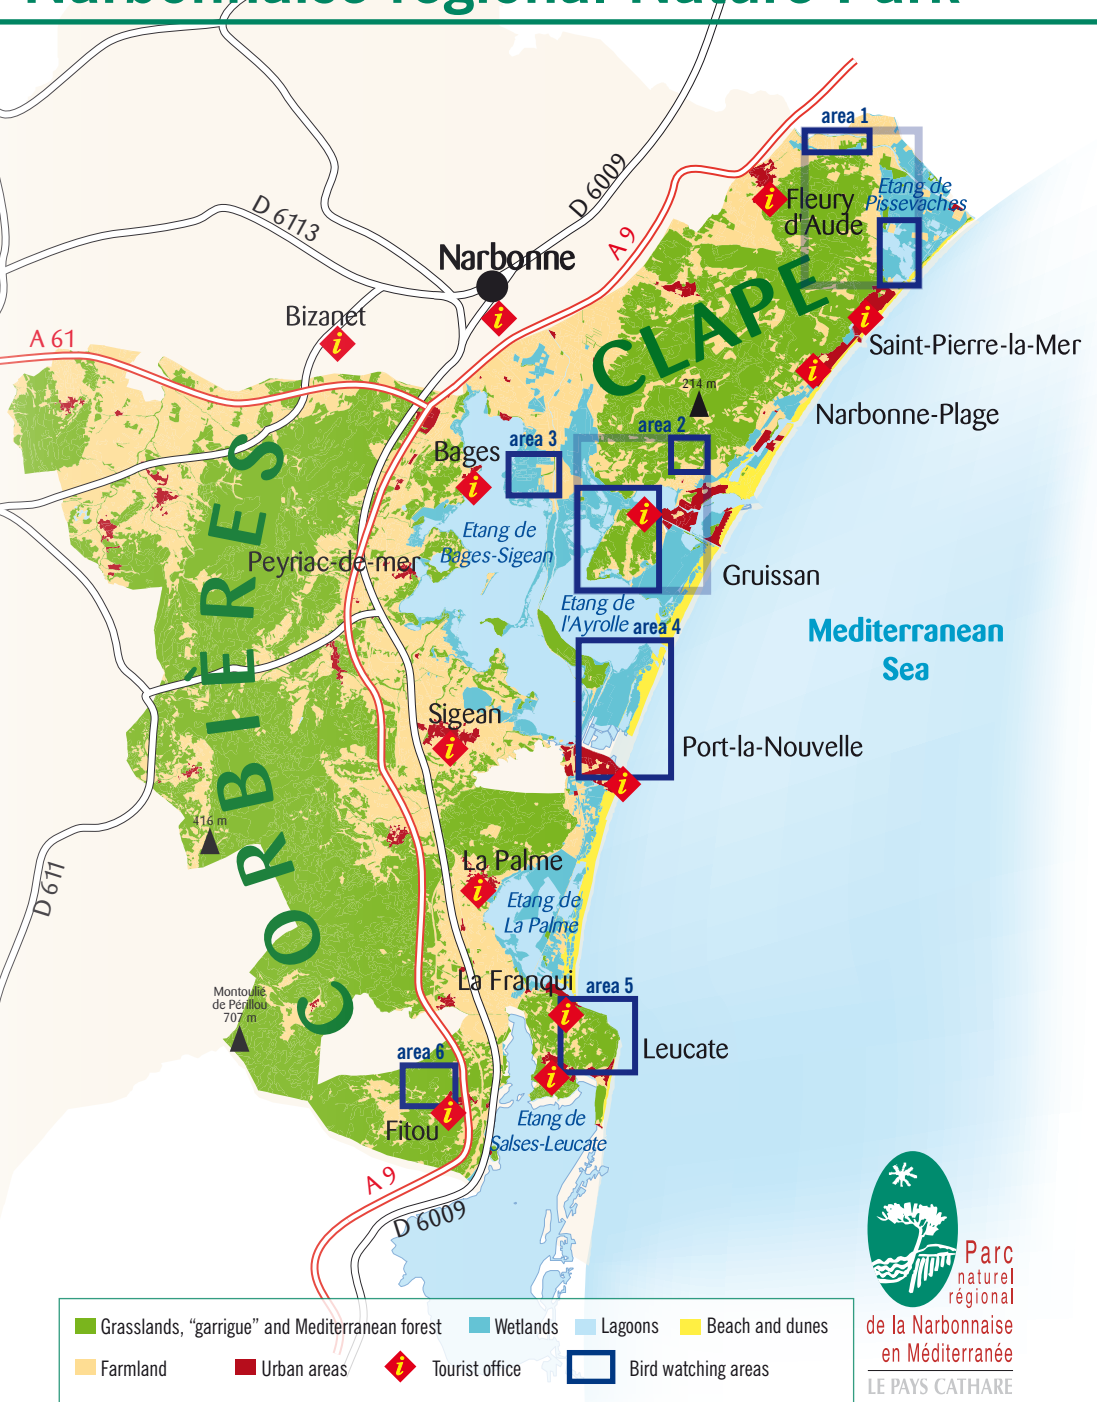 Narbonnaise regional Nature Park
area 1
Etang de
Pissevaches
Fleury
d'Aude
D 6009
D 6113
A 9
Narbonne
CLAPE
Bizanet
A 61
Saint-Pierre-la-Mer
214 m
Narbonne-Plage
area 2
area 3
Bages
Etang de
Bages-Sigean
CORBIÉRES
Peyriac-de-mer
Gruissan
Etang de
l'Ayrolle
area 4
Mediterranean
Sea
Sigean
Port-la-Nouvelle
416 m
La Palme
Etang de
La Palme
D 611
La Franqui
area 5
Montoulié
de Périllou
707 m
Leucate
area 6
Fitou
Etang de
Salses-Leucate
A 9
D 6009
Grasslands, “garrigue” and Mediterranean forest
Wetlands
Lagoons
Beach and dunes
Farmland
Urban areas
Tourist office
Bird watching areas
Parc
naturel
régional
de la Narbonnaise
en Méditerranée
LE PAYS CATHARE